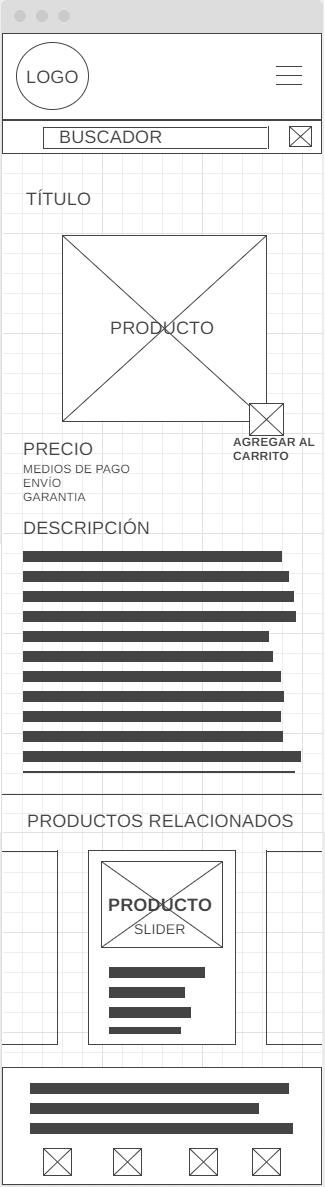 LOGO
BUSCADOR
TÍTULO
PRODUCTO
AGREGAR AL
CARRITO
PRECIO
MEDIOS DE PAGO
ENVÍO
GARANTIA
DESCRIPCIÓN
PRODUCTOS RELACIONADOS
PRODUCTO
SLIDER